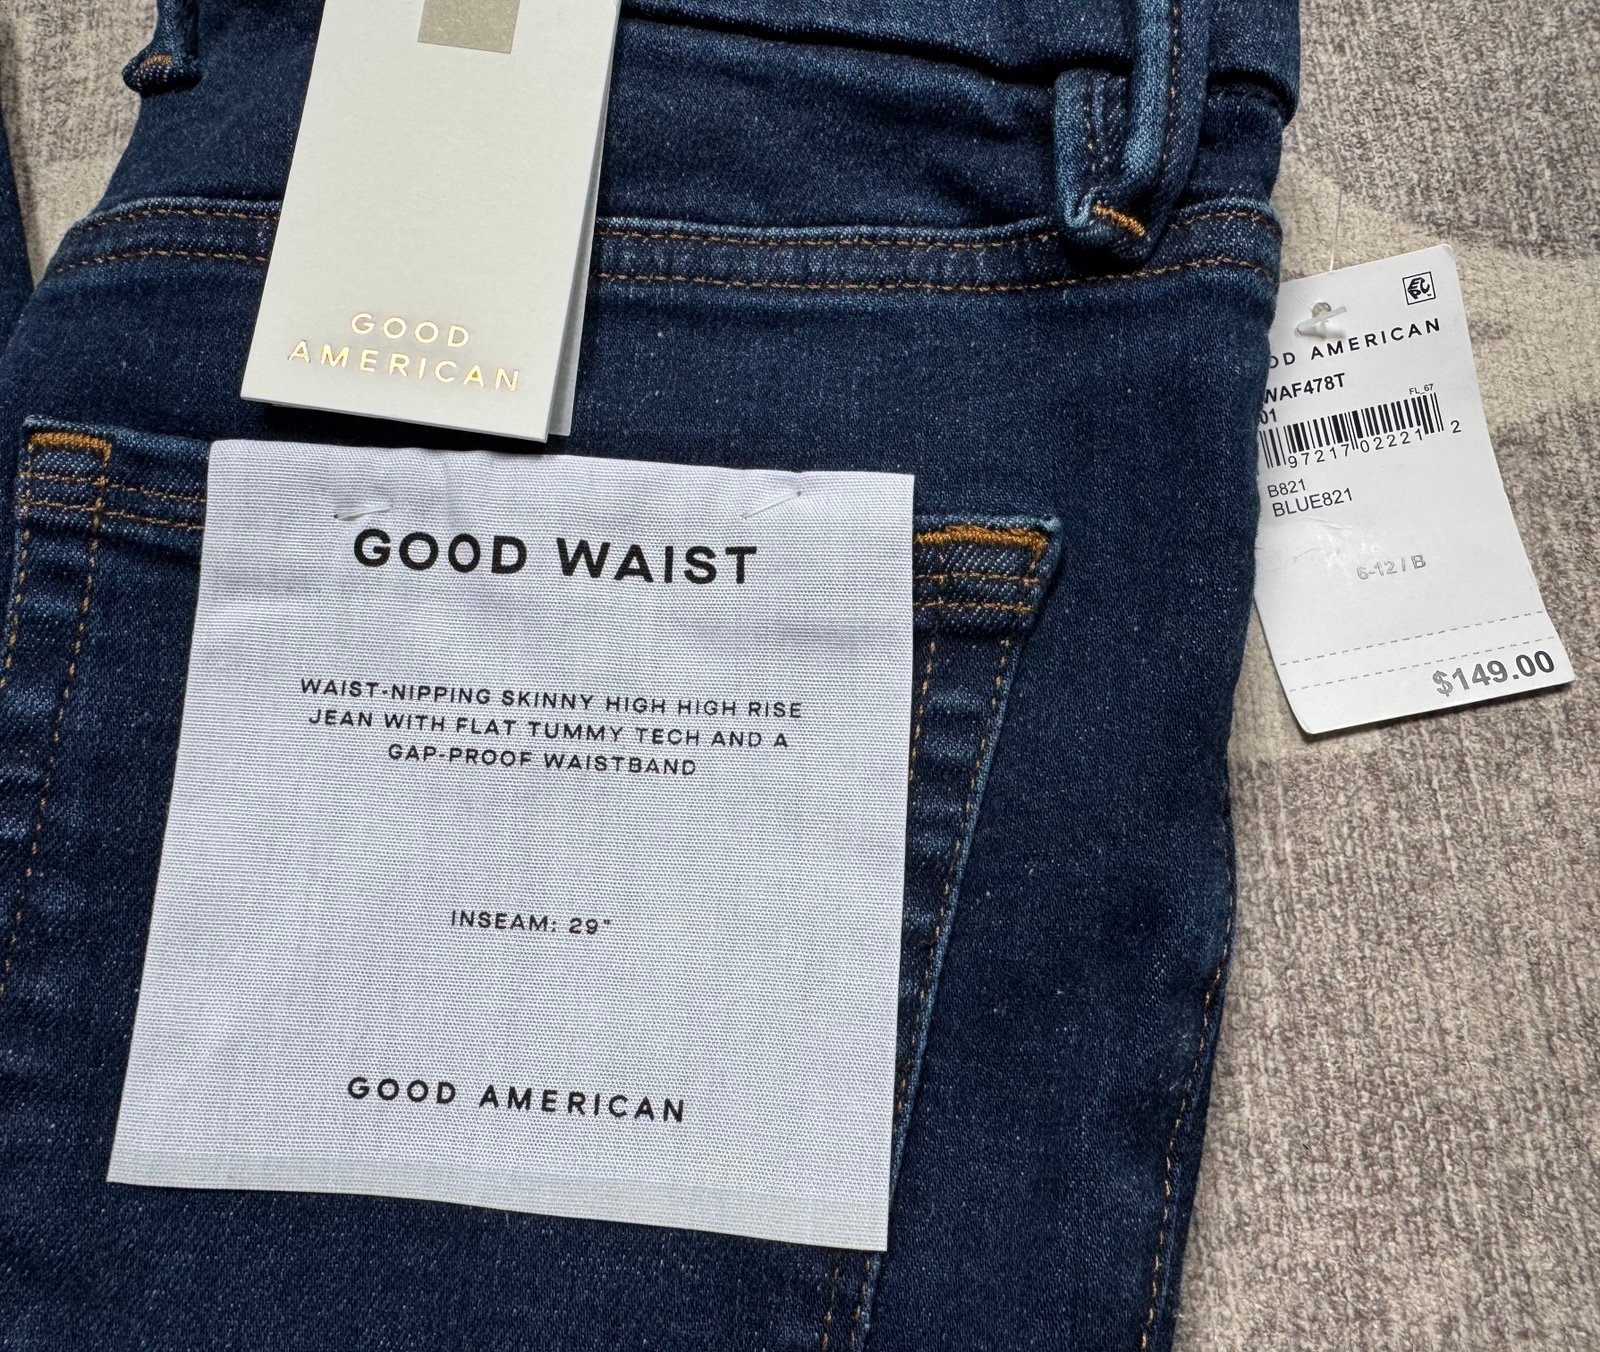 GOOD
AMERICAN
GOOD WAIST
WAIST-NIPPING SKINNY HIGH HIGH RISE
JEAN WITH FLAT TUMMY TECH AND A
GAP-PROOF WAISTBAND
INSEAM: 29"
GOOD AMERICAN
OD AMERICAN
WAF478T
01
FL_67
97217 02221 2
B821
BLUE821
6-12 / B
$149.00